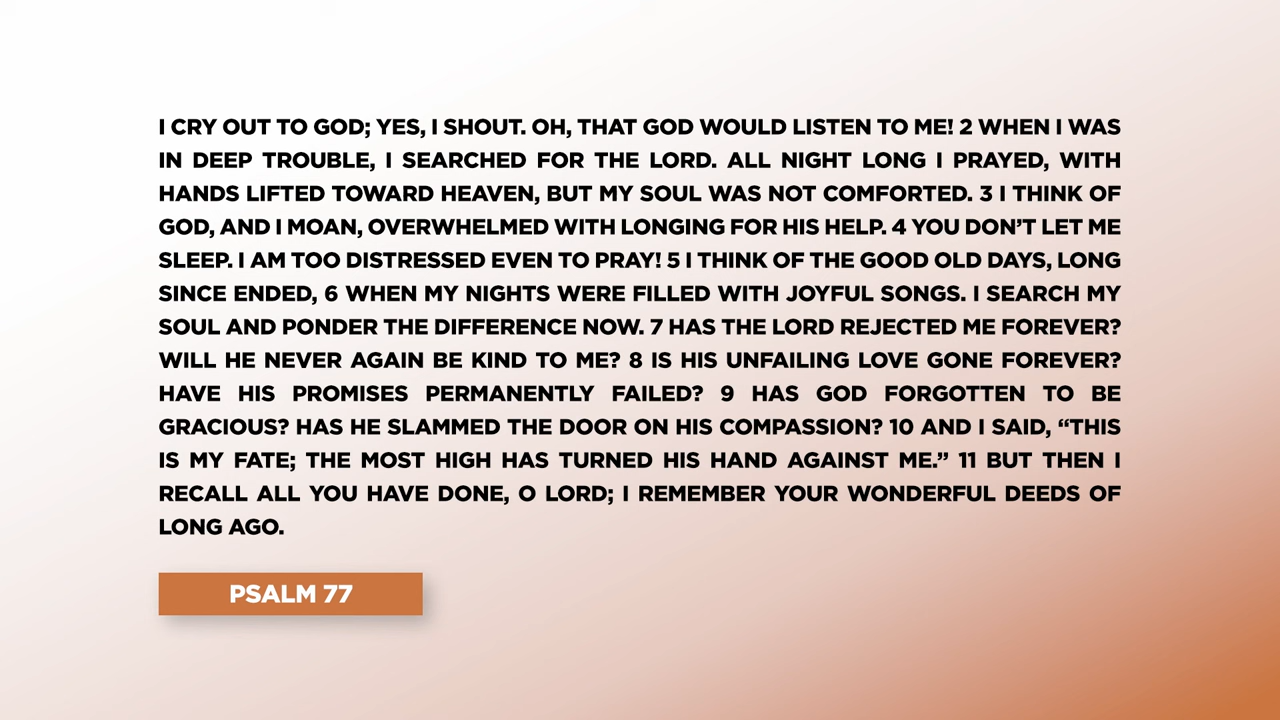 I CRY OUT TO GOD; YES, I SHOUT. OH, THAT GOD WOULD LISTEN TO ME! 2 WHEN I WAS
IN DEEP TROUBLE, I SEARCHED FOR THE LORD. ALL NIGHT LONG I PRAYED, WITH
HANDS LIFTED TOWARD HEAVEN, BUT MY SOUL WAS NOT COMFORTED. 3 I THINK OF
GOD, AND I MOAN, OVERWHELMED WITH LONGING FOR HIS HELP. 4 YOU DON’T LET ME
SLEEP. I AM TOO DISTRESSED EVEN TO PRAY! 5 I THINK OF THE GOOD OLD DAYS, LONG
SINCE ENDED, 6 WHEN MY NIGHTS WERE FILLED WITH JOYFUL SONGS. I SEARCH MY
SOUL AND PONDER THE DIFFERENCE NOW. 7 HAS THE LORD REJECTED ME FOREVER?
WILL HE NEVER AGAIN BE KIND TO ME? 8 IS HIS UNFAILING LOVE GONE FOREVER?
HAVE HIS PROMISES PERMANENTLY FAILED? 9 HAS GOD FORGOTTEN TO BE
GRACIOUS? HAS HE SLAMMED THE DOOR ON HIS COMPASSION? 10 AND I SAID, “THIS
IS MY FATE; THE MOST HIGH HAS TURNED HIS HAND AGAINST ME.” 11 BUT THEN I
RECALL ALL YOU HAVE DONE, O LORD; I REMEMBER YOUR WONDERFUL DEEDS OF
LONG AGO.
PSALM 77